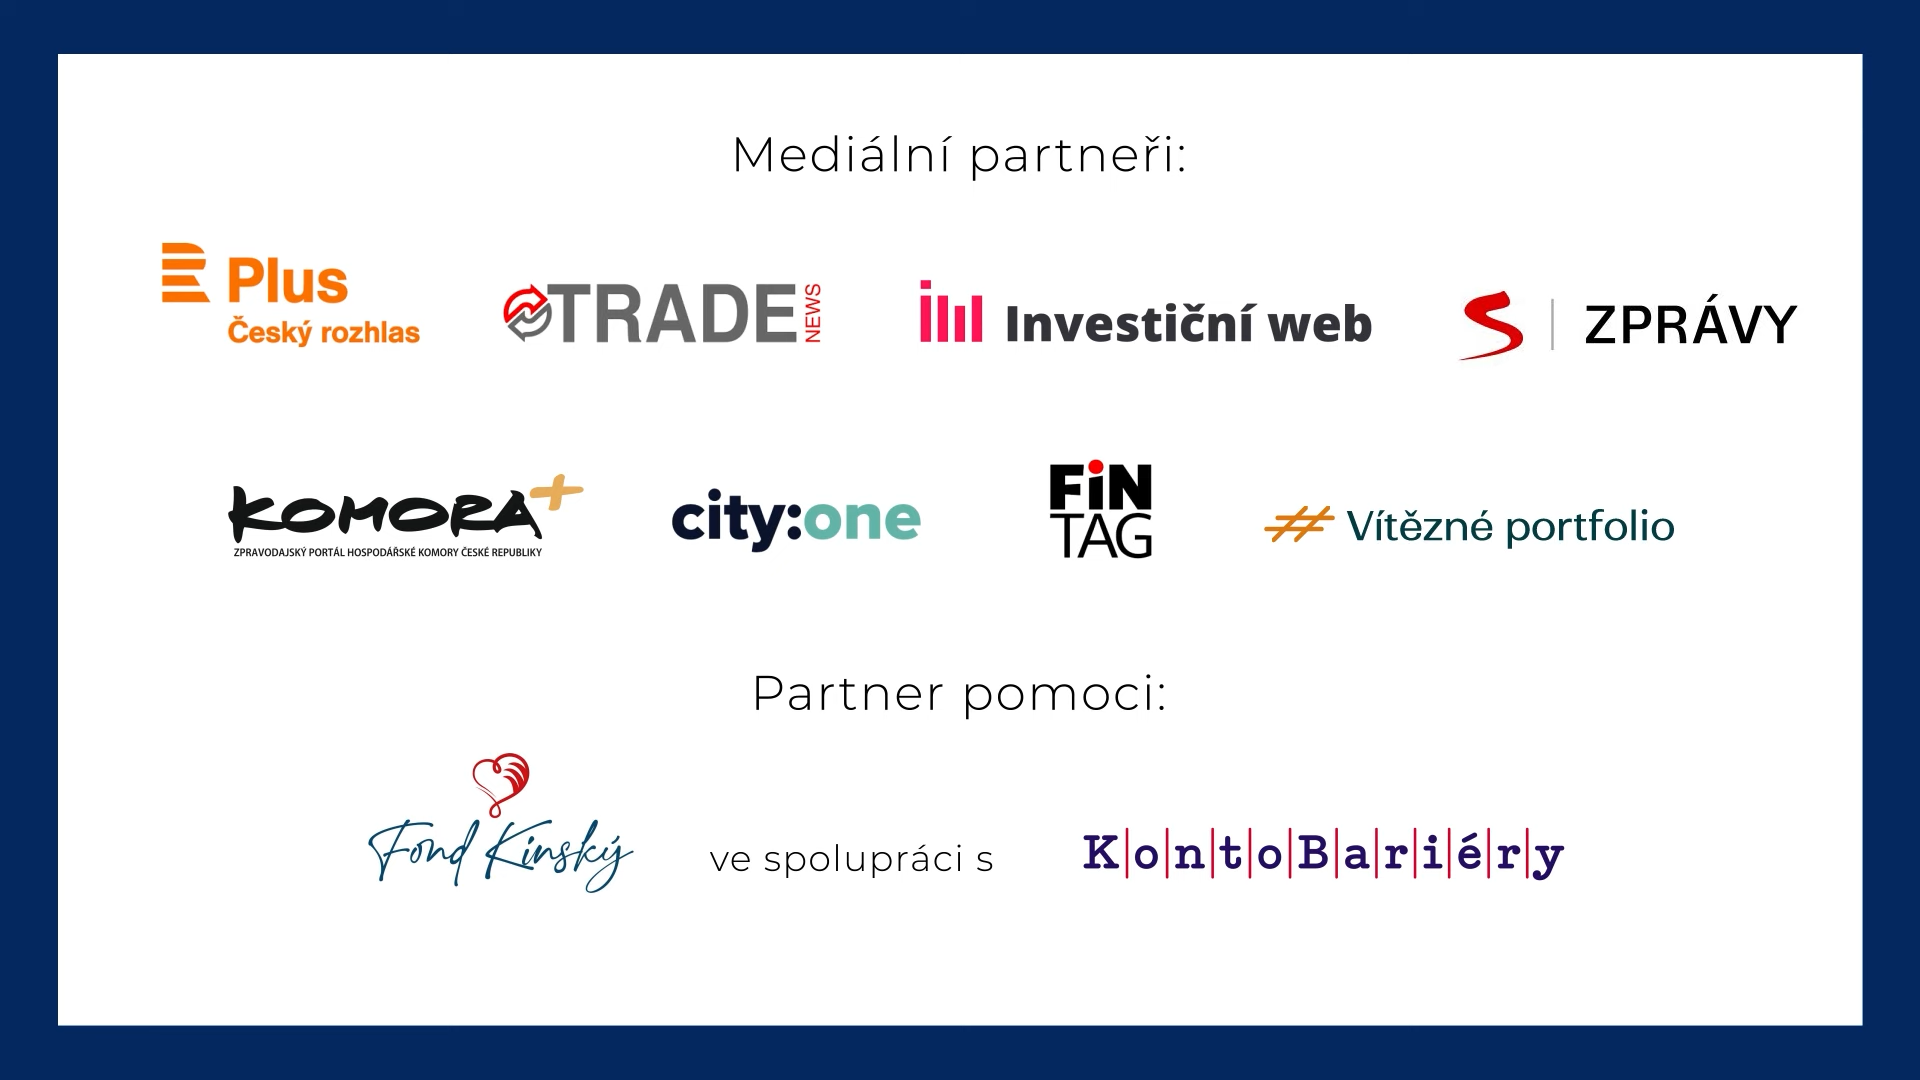 Mediální partneři:
Plus
Český rozhlas
TRADE NEWS
Investiční web
ZPRÁVY
KOMORA+
ZPRAVODAJSKÝ PORTÁL HOSPODÁŘSKÉ KOMORY ČESKÉ REPUBLIKY
city:one
FiN
TAG
Vítězné portfolio
Partner pomoci:
Fond Kinský
ve spolupráci s
K|o|n|t|o|B|a|r|i|é|r|y